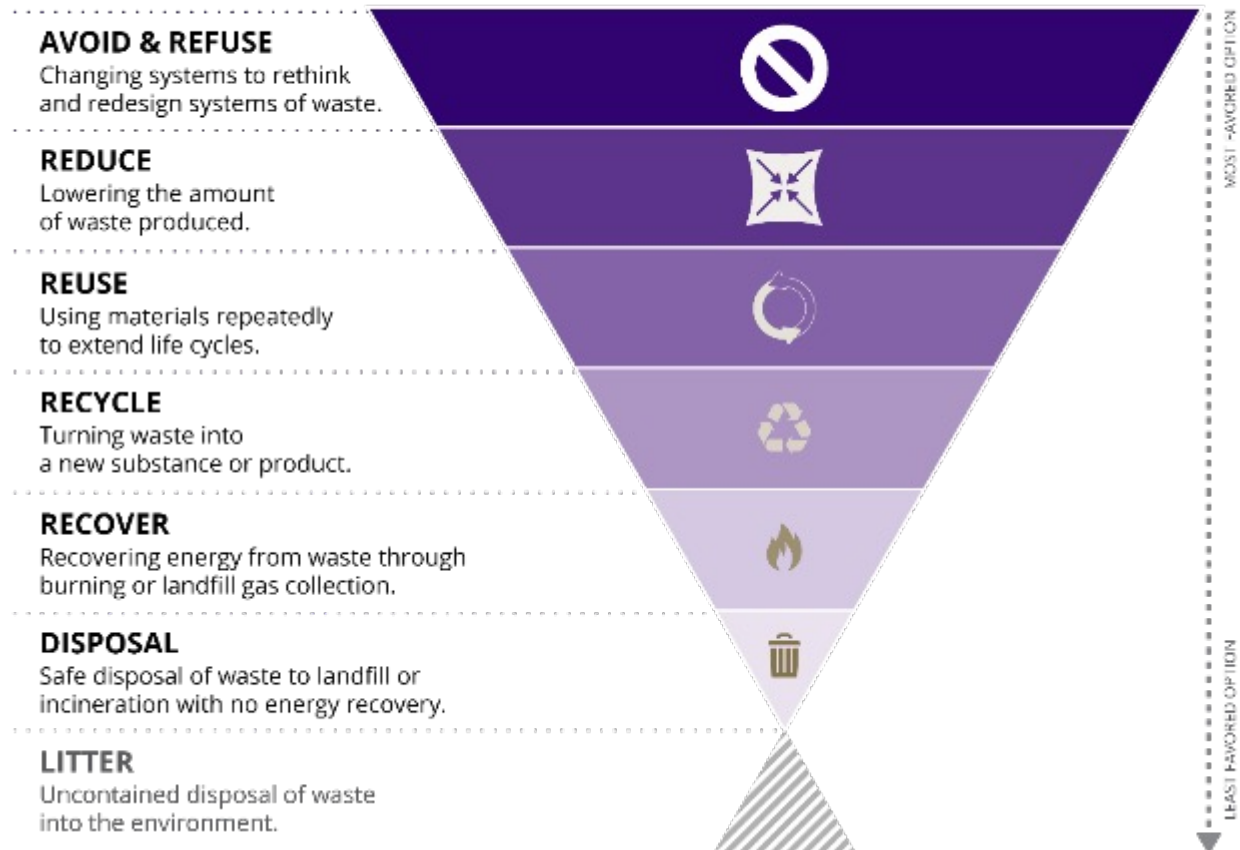 AVOID & REFUSE
Changing systems to rethink
and redesign systems of waste.
REDUCE
Lowering the amount
of waste produced.
REUSE
Using materials repeatedly
to extend life cycles.
RECYCLE
Turning waste into
a new substance or product.
RECOVER
Recovering energy from waste through
burning or landfill gas collection.
DISPOSAL
Safe disposal of waste to landfill or
incineration with no energy recovery.
LITTER
Uncontained disposal of waste
into the environment.
MOST FAVORED OPTION
LEAST FAVORED OPTION